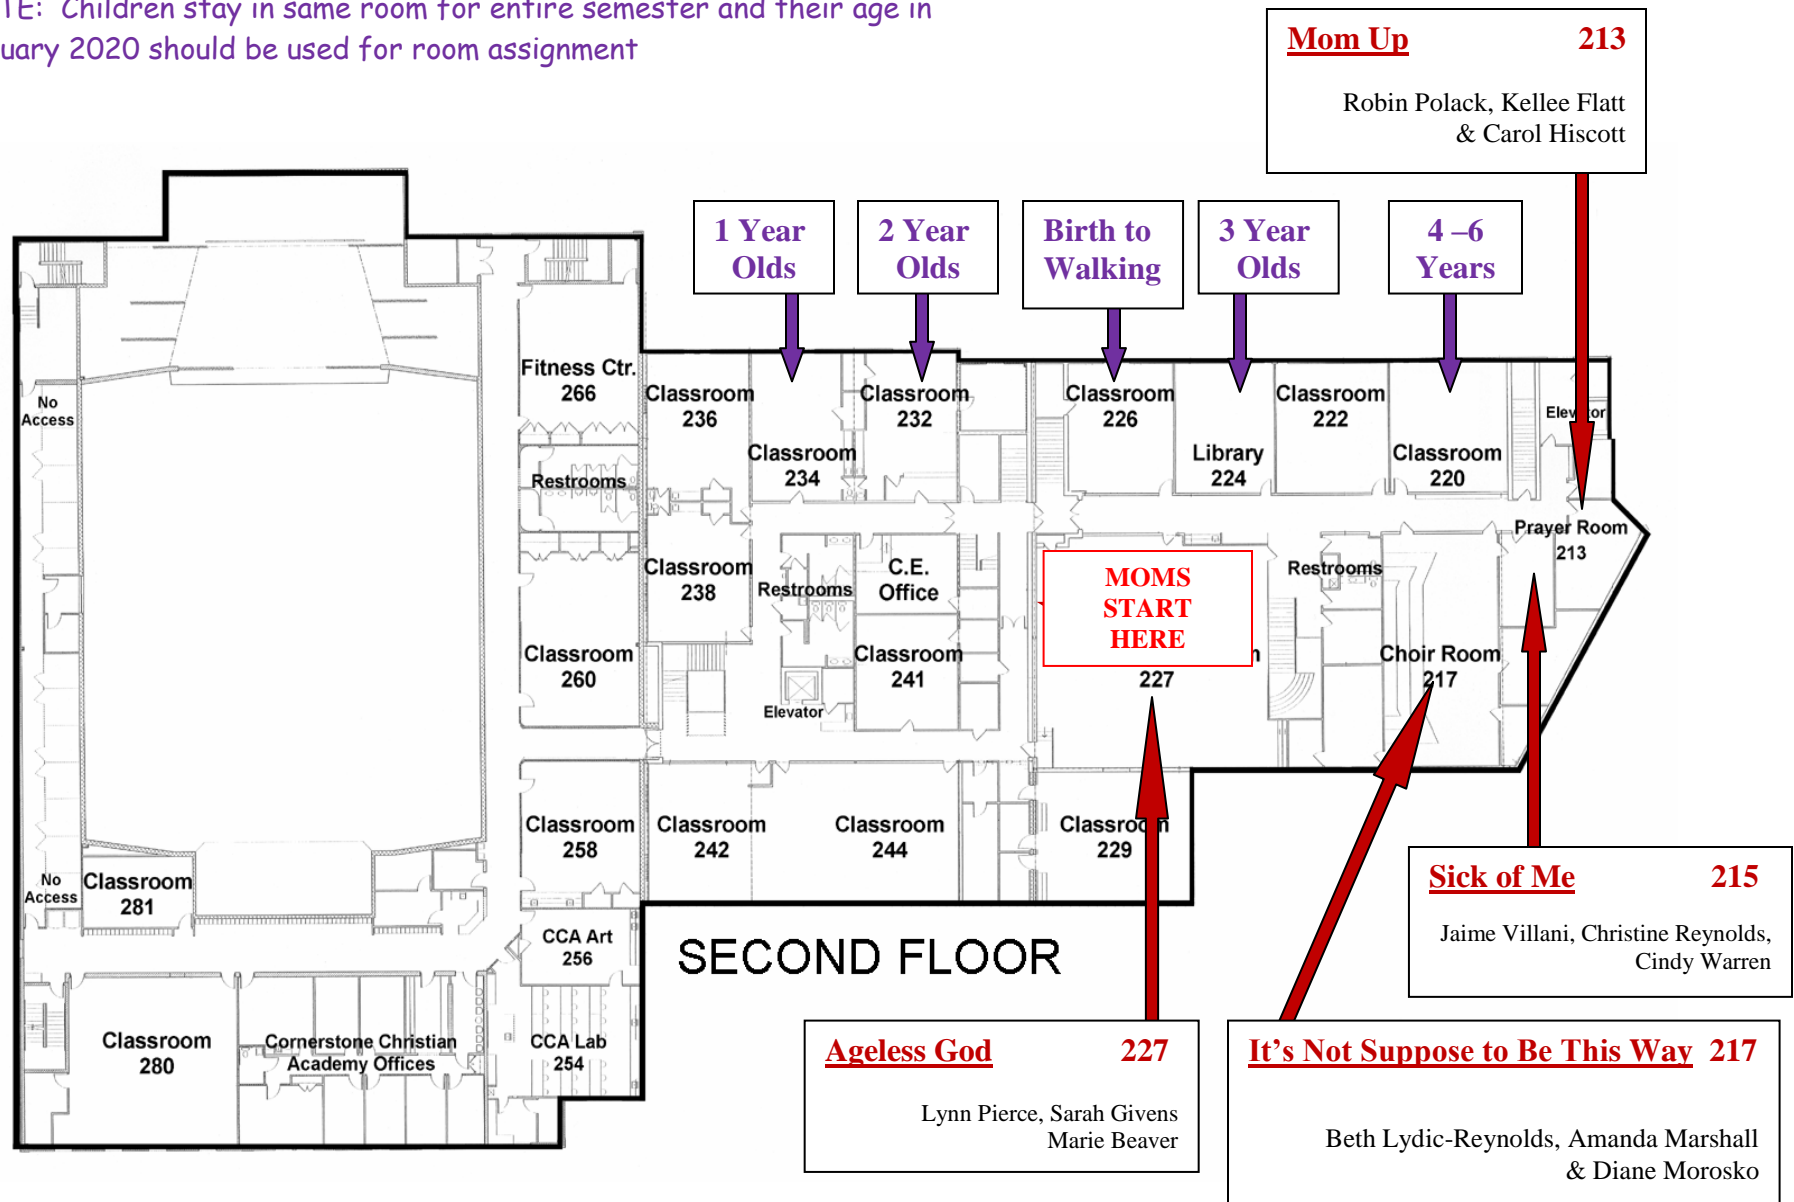 TE: Children stay in same room for entire semester and their age in
uary 2020 should be used for room assignment
Mom Up 213
Robin Polack, Kellee Flatt
& Carol Hiscott
1 Year
Olds
2 Year
Olds
Birth to
Walking
3 Year
Olds
4 –6
Years
No
Access
Fitness Ctr.
266
Classroom
236
Classroom
234
Classroom
232
Classroom
226
Library
224
Classroom
222
Classroom
220
Elevator
Restrooms
Prayer Room
213
Classroom
238
Restrooms
C.E.
Office
MOMS
START
HERE
Restrooms
Classroom
260
Classroom
241
Elevator
227
Choir Room
217
Classroom
258
Classroom
242
Classroom
244
Classroom
229
No
Access
Classroom
281
Sick of Me 215
Jaime Villani, Christine Reynolds,
Cindy Warren
CCA Art
256
SECOND FLOOR
Classroom
280
Cornerstone Christian
Academy Offices
CCA Lab
254
Ageless God 227
Lynn Pierce, Sarah Givens
Marie Beaver
It’s Not Suppose to Be This Way 217
Beth Lydic-Reynolds, Amanda Marshall
& Diane Morosko